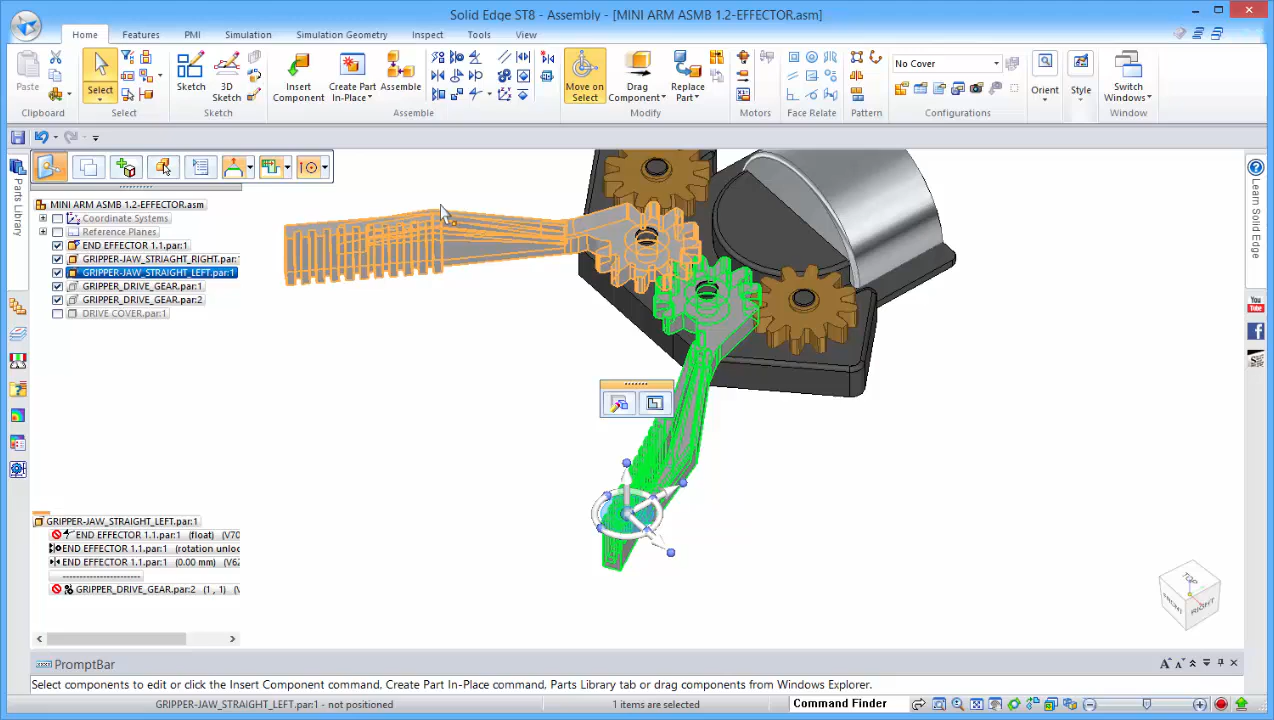 Solid Edge ST8 - Assembly - [MINI ARM ASMB 1.2-EFFECTOR.asm]
Home Features PMI Simulation Simulation Geometry Inspect Tools View
Paste
Clipboard
Select
Select
Sketch
3D
Sketch
Sketch
Insert
Component
Create Part
In-Place
Assemble
Assemble
Move on
Select
Drag
Component
Replace
Part
Modify
Motors
Face Relate
Pattern
No Cover
Configurations
Orient
Style
Switch
Windows
Window
Parts Library
MINI ARM ASMB 1.2-EFFECTOR.asm
Coordinate Systems
Reference Planes
END EFFECTOR 1.1.par:1
GRIPPER-JAW_STRIAGHT_RIGHT.par:
GRIPPER-JAW_STRAIGHT_LEFT.par:1
GRIPPER_DRIVE_GEAR.par:1
GRIPPER_DRIVE_GEAR.par:2
DRIVE COVER.par:1
GRIPPER-JAW_STRAIGHT_LEFT.par:1
END EFFECTOR 1.1.par:1 (float) (V70
END EFFECTOR 1.1.par:1 (rotation unloc
END EFFECTOR 1.1.par:1 (0.00 mm) (V62
GRIPPER_DRIVE_GEAR.par:2 (1 , 1) (V
Learn Solid Edge
You
Tube
TOP
FRONT
RIGHT
PromptBar
Select components to edit or click the Insert Component command, Create Part In-Place command, Parts Library tab or drag components from Windows Explorer.
GRIPPER-JAW_STRAIGHT_LEFT.par:1 - not positioned
1 items are selected
Command Finder